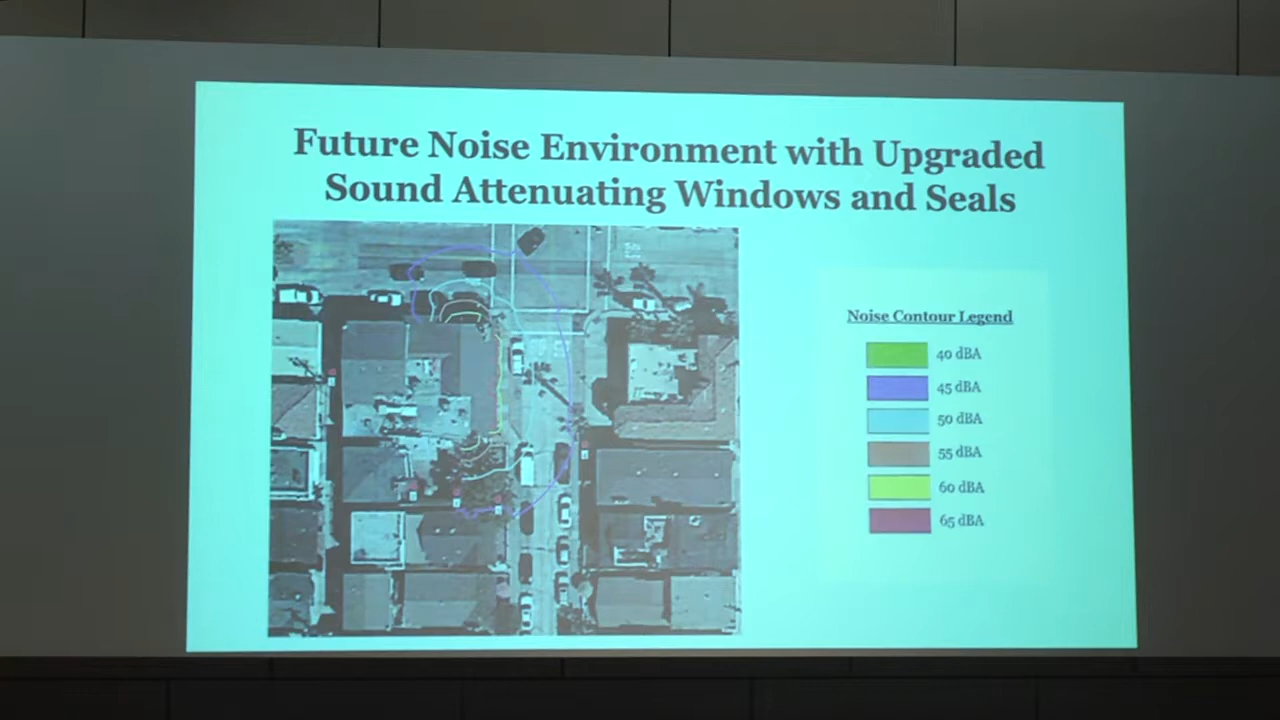 Future Noise Environment with Upgraded
Sound Attenuating Windows and Seals
Noise Contour Legend
40 dBA
45 dBA
50 dBA
55 dBA
60 dBA
65 dBA